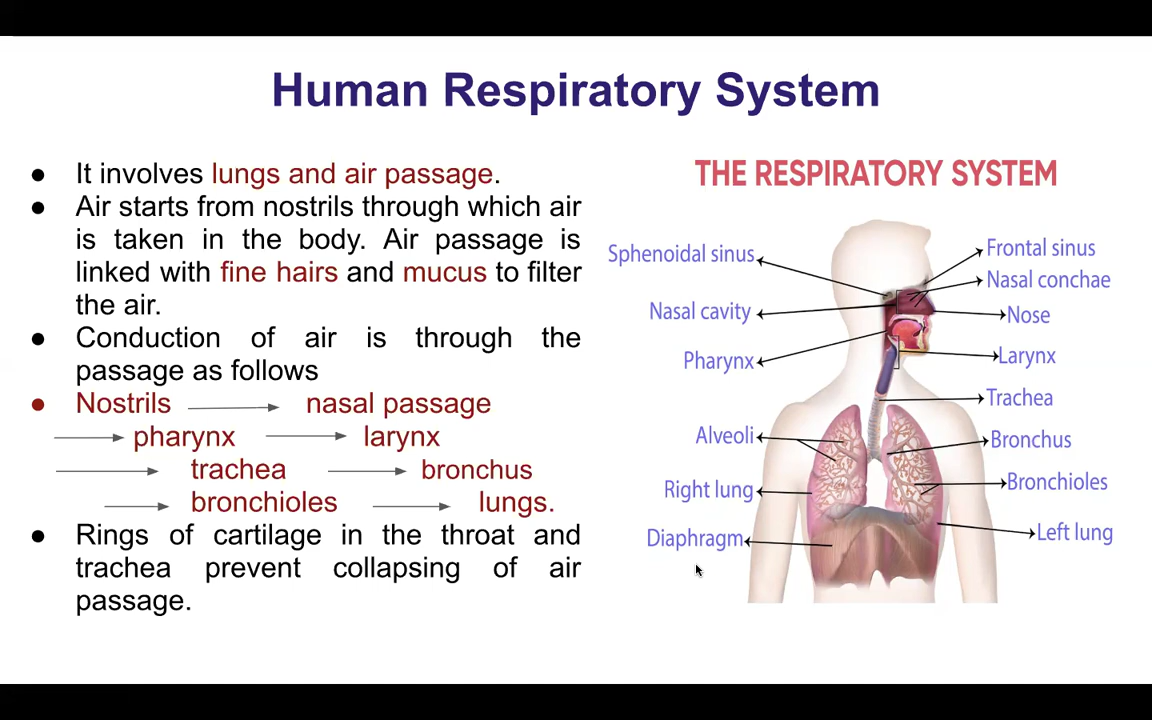 Human Respiratory System
● It involves lungs and air passage.
● Air starts from nostrils through which air
is taken in the body. Air passage is
linked with fine hairs and mucus to filter
the air.
● Conduction of air is through the
passage as follows
● Nostrils → nasal passage
→ pharynx → larynx
→ trachea → bronchus
→ bronchioles → lungs.
● Rings of cartilage in the throat and
trachea prevent collapsing of air
passage.
THE RESPIRATORY SYSTEM
Sphenoidal sinus
Nasal cavity
Pharynx
Alveoli
Right lung
Diaphragm
Frontal sinus
Nasal conchae
Nose
Larynx
Trachea
Bronchus
Bronchioles
Left lung